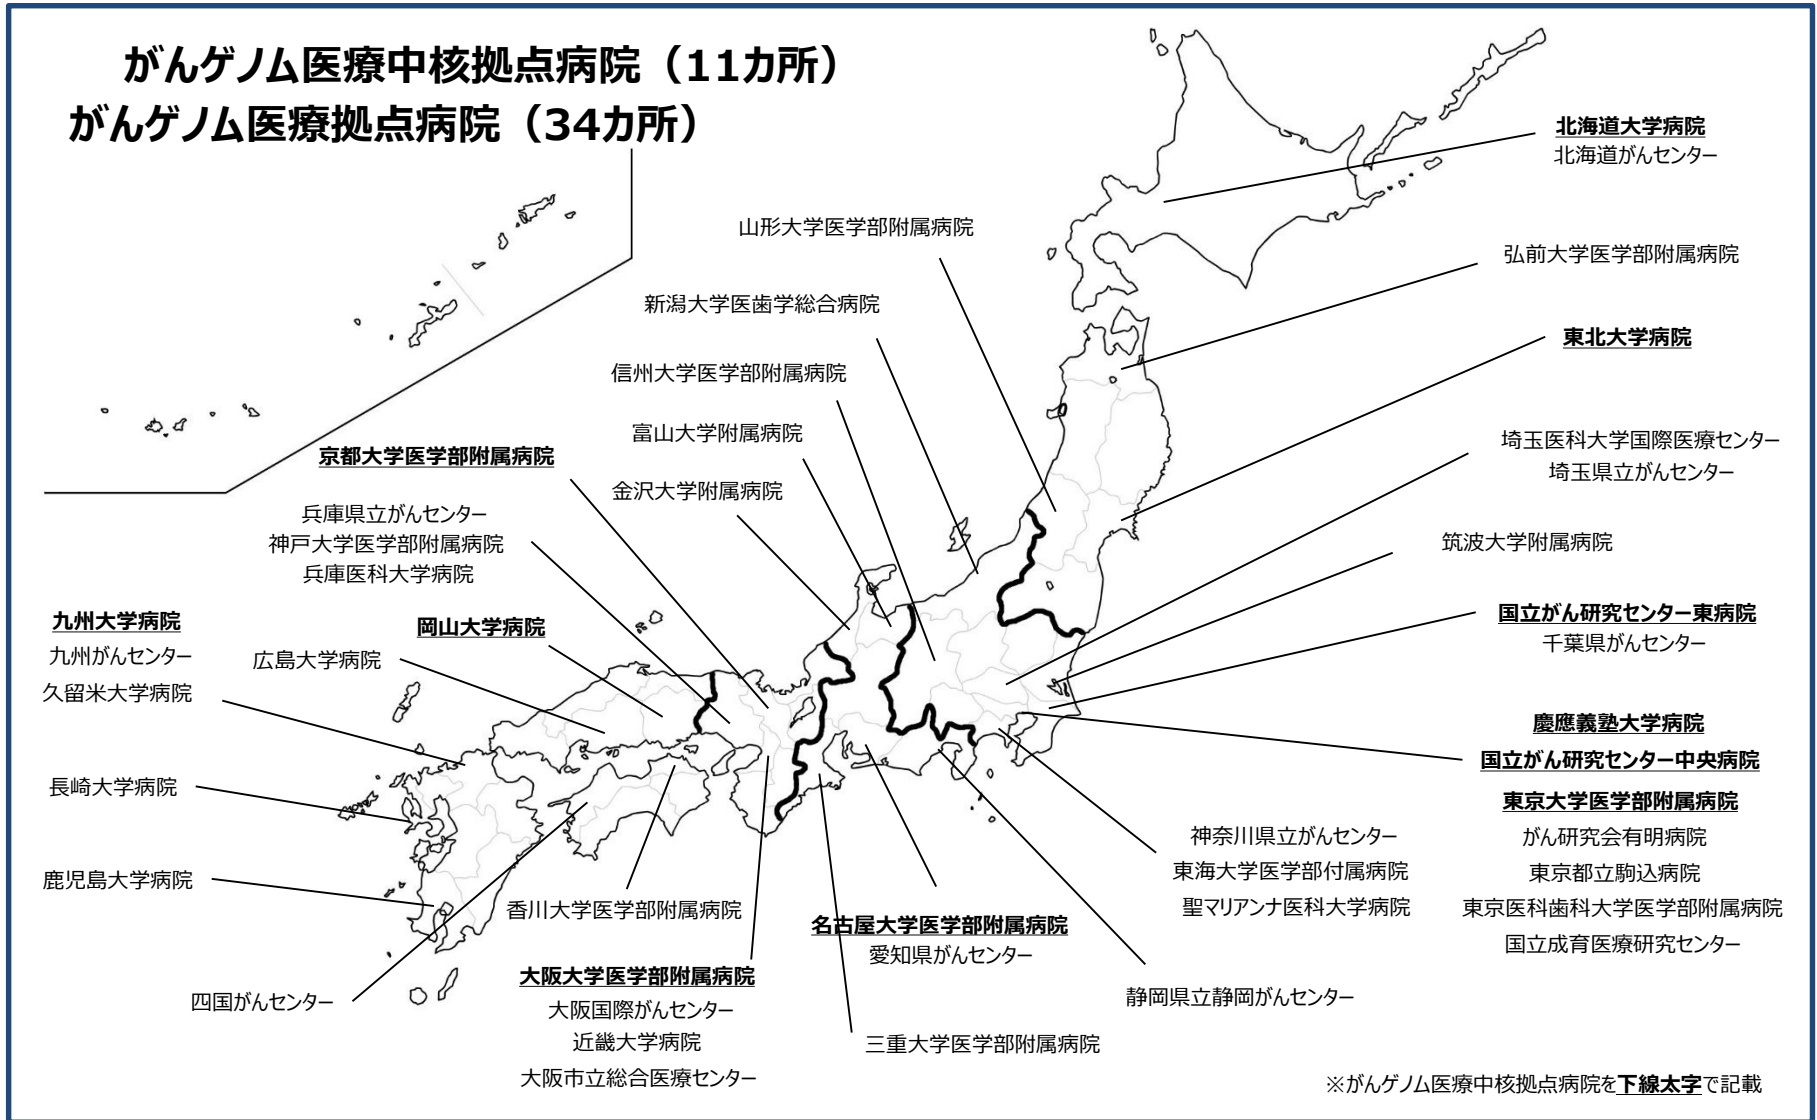 がんゲノム医療中核拠点病院（11カ所）
がんゲノム医療拠点病院（34カ所）
北海道大学病院
北海道がんセンター
山形大学医学部附属病院
弘前大学医学部附属病院
新潟大学医歯学総合病院
東北大学病院
信州大学医学部附属病院
富山大学附属病院
埼玉医科大学国際医療センター
埼玉県立がんセンター
京都大学医学部附属病院
金沢大学附属病院
兵庫県立がんセンター
神戸大学医学部附属病院
兵庫医科大学病院
筑波大学附属病院
九州大学病院
九州がんセンター
久留米大学病院
岡山大学病院
広島大学病院
国立がん研究センター東病院
千葉県がんセンター
慶應義塾大学病院
国立がん研究センター中央病院
東京大学医学部附属病院
がん研究会有明病院
東京都立駒込病院
東京医科歯科大学医学部附属病院
国立成育医療研究センター
長崎大学病院
鹿児島大学病院
神奈川県立がんセンター
東海大学医学部付属病院
聖マリアンナ医科大学病院
香川大学医学部附属病院
名古屋大学医学部附属病院
愛知県がんセンター
四国がんセンター
大阪大学医学部附属病院
大阪国際がんセンター
近畿大学病院
大阪市立総合医療センター
静岡県立静岡がんセンター
三重大学医学部附属病院
※がんゲノム医療中核拠点病院を下線太字で記載